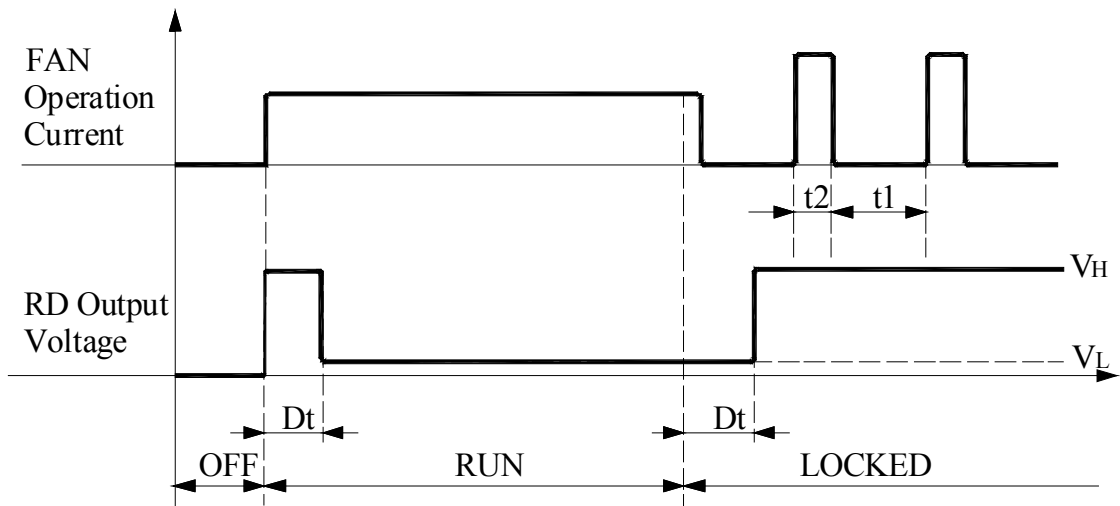 FAN
Operation
Current
t2
t1
VH
RD Output
Voltage
VL
Dt
Dt
OFF
RUN
LOCKED